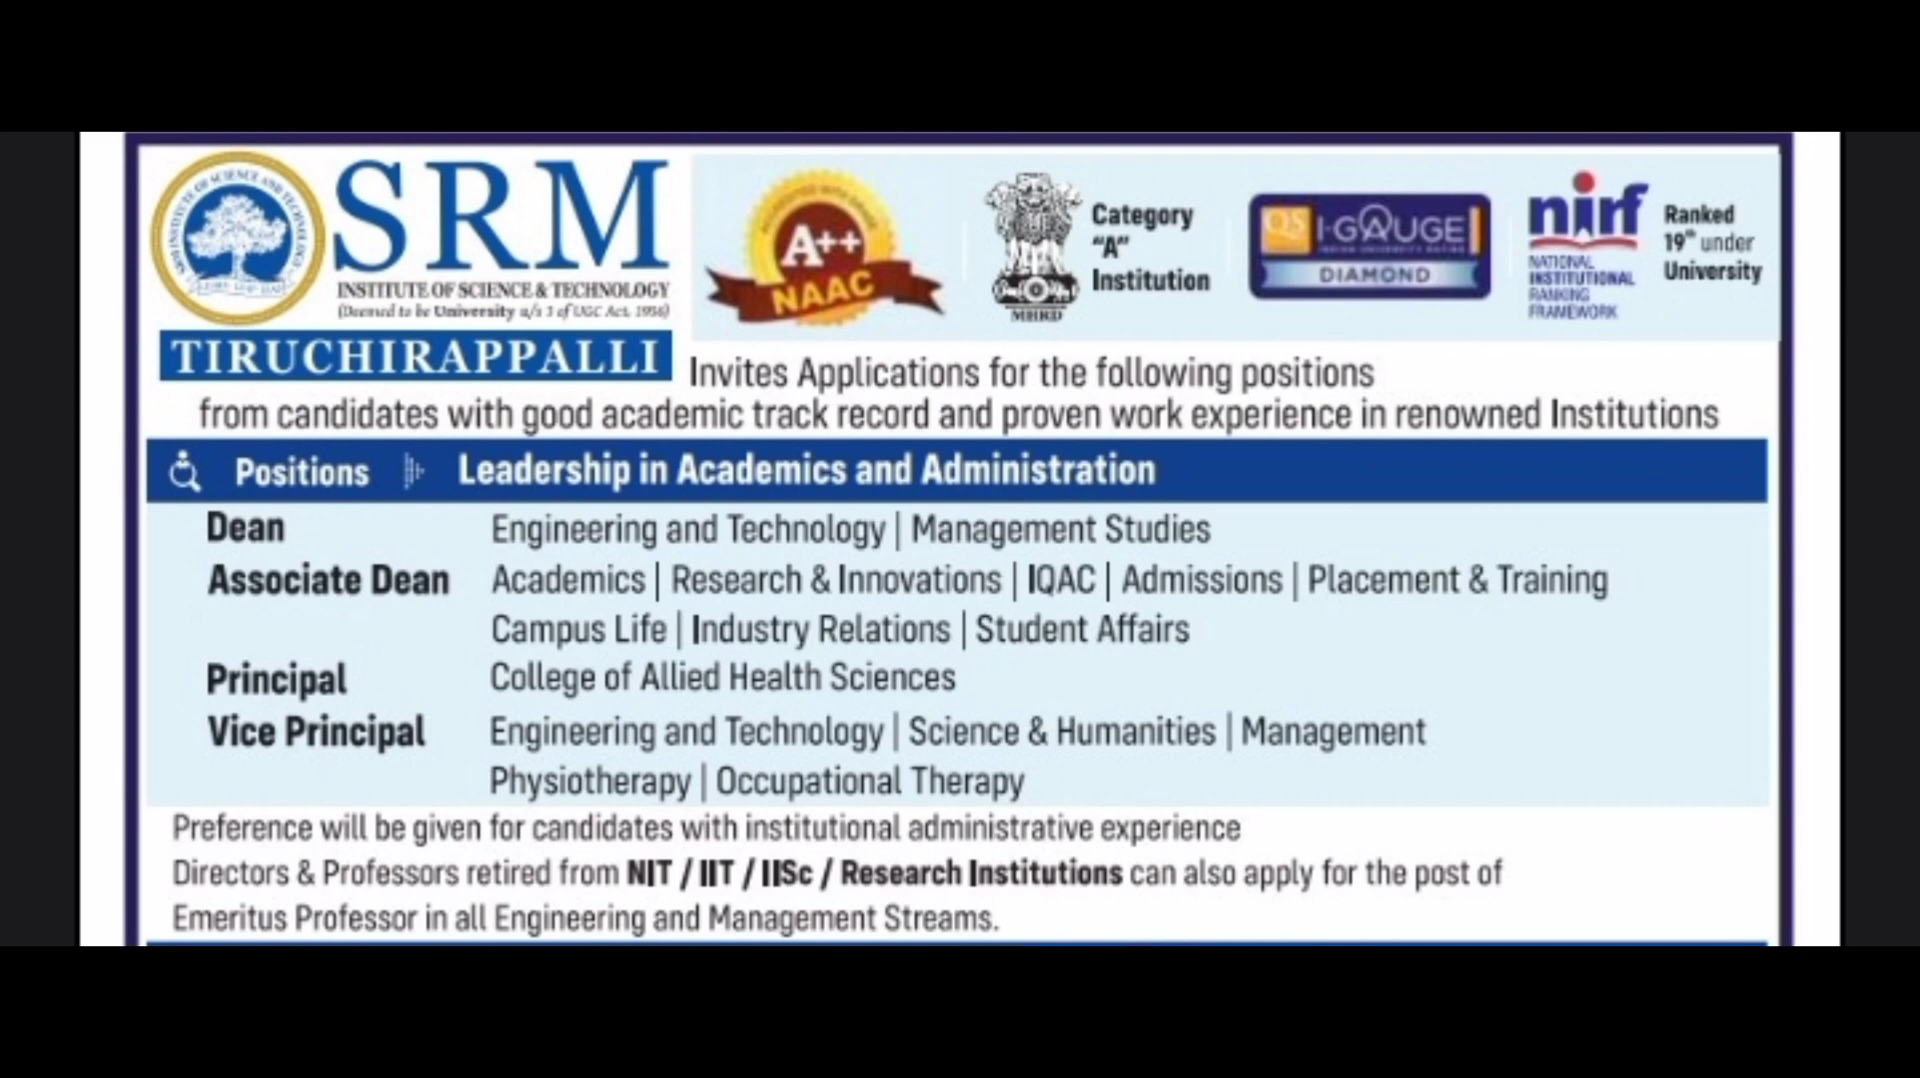 SRM
INSTITUTE OF SCIENCE & TECHNOLOGY
(Deemed to be University u/s 3 of UGC Act, 1956)
TIRUCHIRAPPALLI
A++
NAAC
MHRD
Category
"A"
Institution
QS I·GAUGE
DIAMOND
nirf
NATIONAL
INSTITUTIONAL
RANKING
FRAMEWORK
Ranked
19th under
University
Invites Applications for the following positions
from candidates with good academic track record and proven work experience in renowned Institutions
Positions Leadership in Academics and Administration
Dean Engineering and Technology | Management Studies
Associate Dean Academics | Research & Innovations | IQAC | Admissions | Placement & Training
Campus Life | Industry Relations | Student Affairs
Principal College of Allied Health Sciences
Vice Principal Engineering and Technology | Science & Humanities | Management
Physiotherapy | Occupational Therapy
Preference will be given for candidates with institutional administrative experience
Directors & Professors retired from NIT / IIT / IISc / Research Institutions can also apply for the post of
Emeritus Professor in all Engineering and Management Streams.